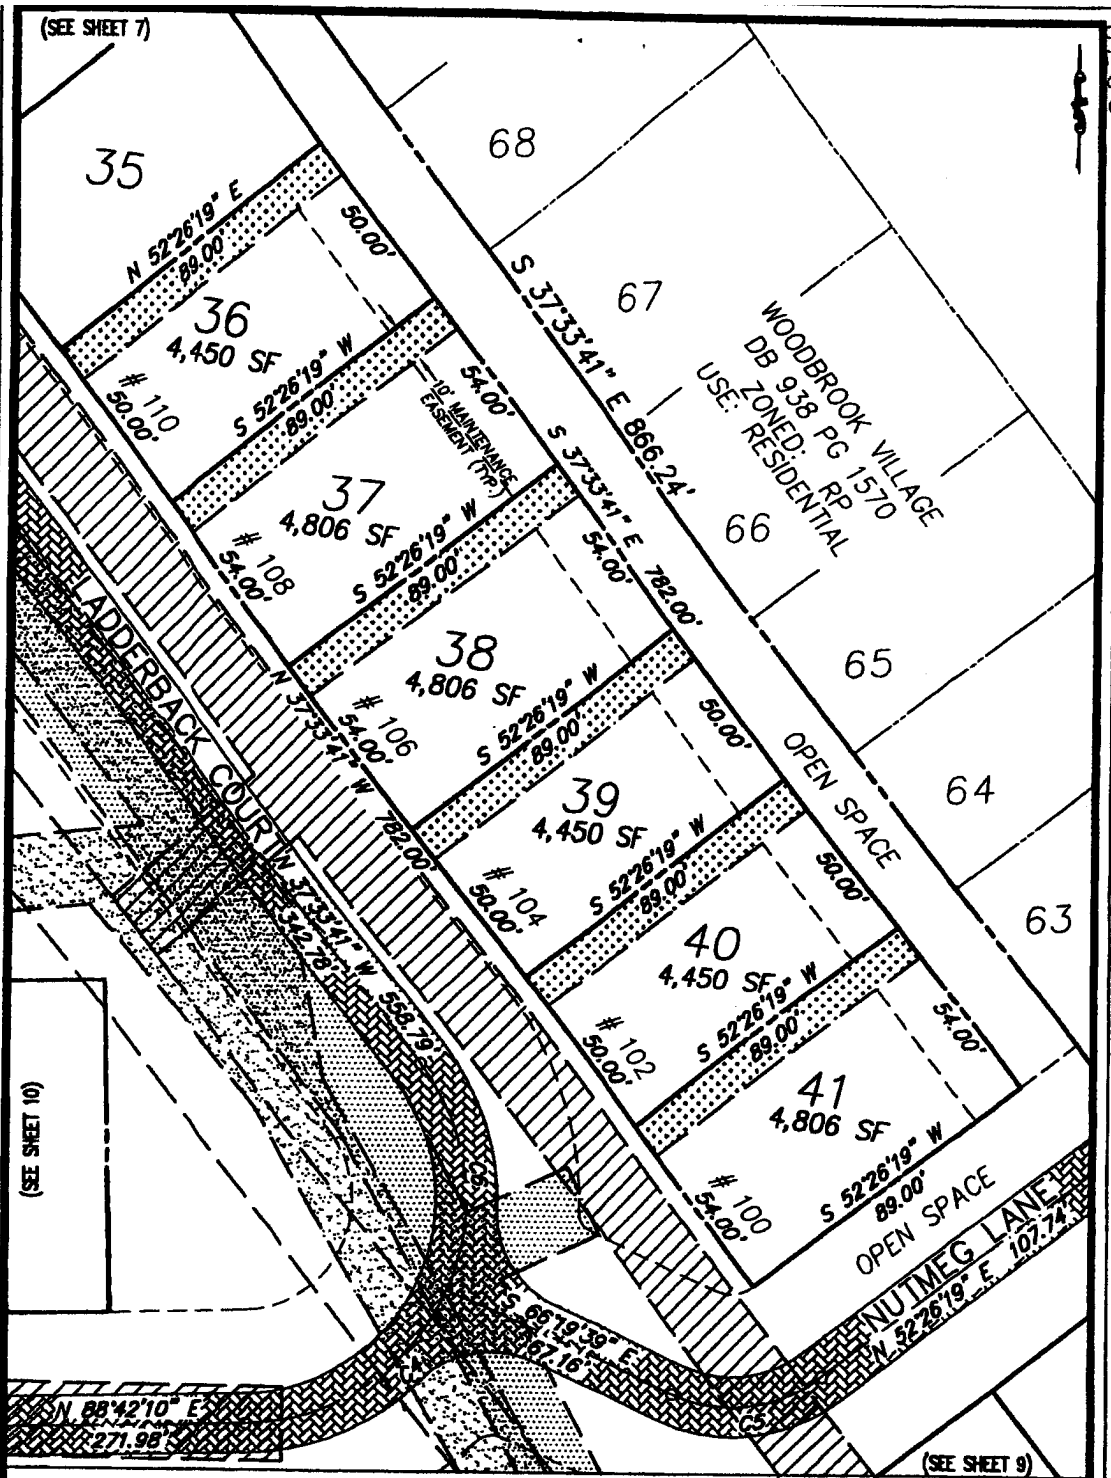 (SEE SHEET 7)
35
68
N 52°26'19" E
89.00'
50.00'
36
4,450 SF
# 110
50.00'
67
S 37°33'41" E 866.24'
WOODBROOK VILLAGE
DB 938 PG 1570
ZONED: RP
USE: RESIDENTIAL
S 52°26'19" W
89.00'
54.00'
10' MAINTENANCE
EASEMENT (TYP.)
37
4,806 SF
# 108
54.00'
S 37°33'41" E 782.00'
66
S 52°26'19" W
89.00'
54.00'
38
4,806 SF
# 106
54.00'
65
LADDERBACK COURT
N 37°33'41" W 782.00'
S 52°26'19" W
89.00'
50.00'
OPEN SPACE
39
4,450 SF
# 104
50.00'
64
N 37°33'41" W 558.79'
342.78'
S 52°26'19" W
89.00'
50.00'
40
4,450 SF
# 102
50.00'
63
S 52°26'19" W
89.00'
54.00'
41
4,806 SF
# 100
54.00'
(SEE SHEET 10)
C6
S 52°26'19" W
89.00'
OPEN SPACE
NUTMEG LANE
N 52°26'19" E 107.74'
S 66°19'39" E
67.16'
C4
C5
N 88°42'10" E
271.98'
(SEE SHEET 9)